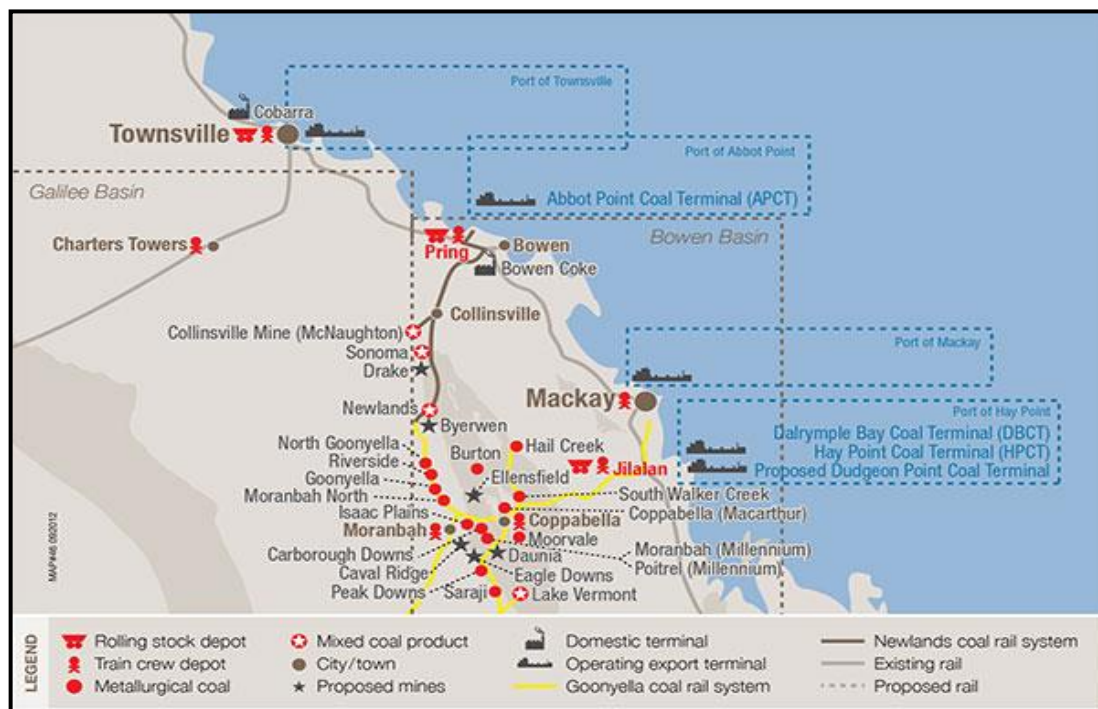 Port of Townsville
Cobarra
Townsville
Port of Abbot Point
Galilee Basin
Abbot Point Coal Terminal (APCT)
Charters Towers
Pring
Bowen
Bowen Basin
Bowen Coke
Collinsville
Collinsville Mine (McNaughton)
Sonoma
Drake
Port of Mackay
Mackay
Newlands
Byerwen
Port of Hay Point
Dalrymple Bay Coal Terminal (DBCT)
Hay Point Coal Terminal (HPCT)
Proposed Dudgeon Point Coal Terminal
North Goonyella
Riverside
Goonyella
Moranbah North
Isaac Plains
Moranbah
Carborough Downs
Caval Ridge
Peak Downs
Burton
Hail Creek
Ellensfield
Jilalan
South Walker Creek
Coppabella (Macarthur)
Coppabella
Moorvale
Moranbah (Millennium)
Poitrel (Millennium)
Daunia
Eagle Downs
Saraji
Lake Vermont
MAP#46 092012
LEGEND
Rolling stock depot
Train crew depot
Metallurgical coal
Mixed coal product
City/town
Proposed mines
Domestic terminal
Operating export terminal
Goonyella coal rail system
Newlands coal rail system
Existing rail
Proposed rail